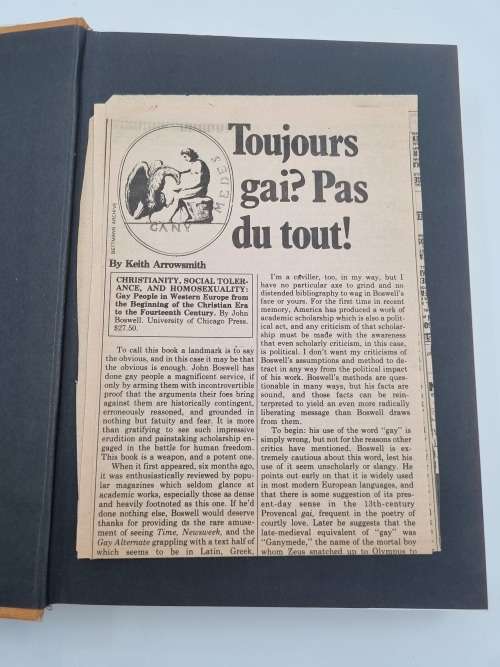 Toujours
gai? Pas
du tout!
GANY
MEDES
BETTMANN ARCHIVE
By Keith Arrowsmith
CHRISTIANITY, SOCIAL TOLER-
ANCE, AND HOMOSEXUALITY:
Gay People in Western Europe from
the Beginning of the Christian Era
to the Fourteenth Century. By John
Boswell. University of Chicago Press.
$27.50.
To call this book a landmark is to say
the obvious, and in this case it may be that
the obvious is enough. John Boswell has
done gay people a magnificent service, if
only by arming them with incontrovertible
proof that the arguments their foes bring
against them are historically contingent,
erroneously reasoned, and grounded in
nothing but fatuity and fear. It is more
than gratifying to see such impressive
erudition and painstaking scholarship en-
gaged in the battle for human freedom.
This book is a weapon, and a potent one.
When it first appeared, six months ago,
it was enthusiastically reviewed by popu-
lar magazines which seldom glance at
academic works, especially those as dense
and heavily footnoted as this one. If he'd
done nothing else, Boswell would deserve
thanks for providing us the rare amuse-
ment of seeing Time, Newsweek, and the
Gay Alternate grappling with a text half of
which seems to be in Latin, Greek,
I'm a caviller, too, in my way, but I
have no particular axe to grind and no
distended bibliography to wag in Boswell's
face or yours. For the first time in recent
memory, America has produced a work of
academic scholarship which is also a polit-
ical act, and any criticism of that scholar-
ship must be made with the awareness
that even scholarly criticism, in this case,
is political. I don't want my criticisms of
Boswell's assumptions and method to de-
tract in any way from the political impact
of his work. Boswell's methods are ques-
tionable in many ways, but his facts are
sound, and those facts can be rein-
terpreted to yield an even more radically
liberating message than Boswell draws
from them.
To begin: his use of the word "gay" is
simply wrong, but not for the reasons other
critics have mentioned. Boswell is ex-
tremely cautious about this word, lest his
use of it seem unscholarly or slangy. He
points out early on that it is widely used
in most modern European languages, and
that there is some suggestion of its pres-
ent-day sense in the 13th-century
Provencal gai, frequent in the poetry of
courtly love. Later he suggests that the
late-medieval equivalent of "gay" was
"Ganymede," the name of the mortal boy
whom Zeus snatched up to Olympus to